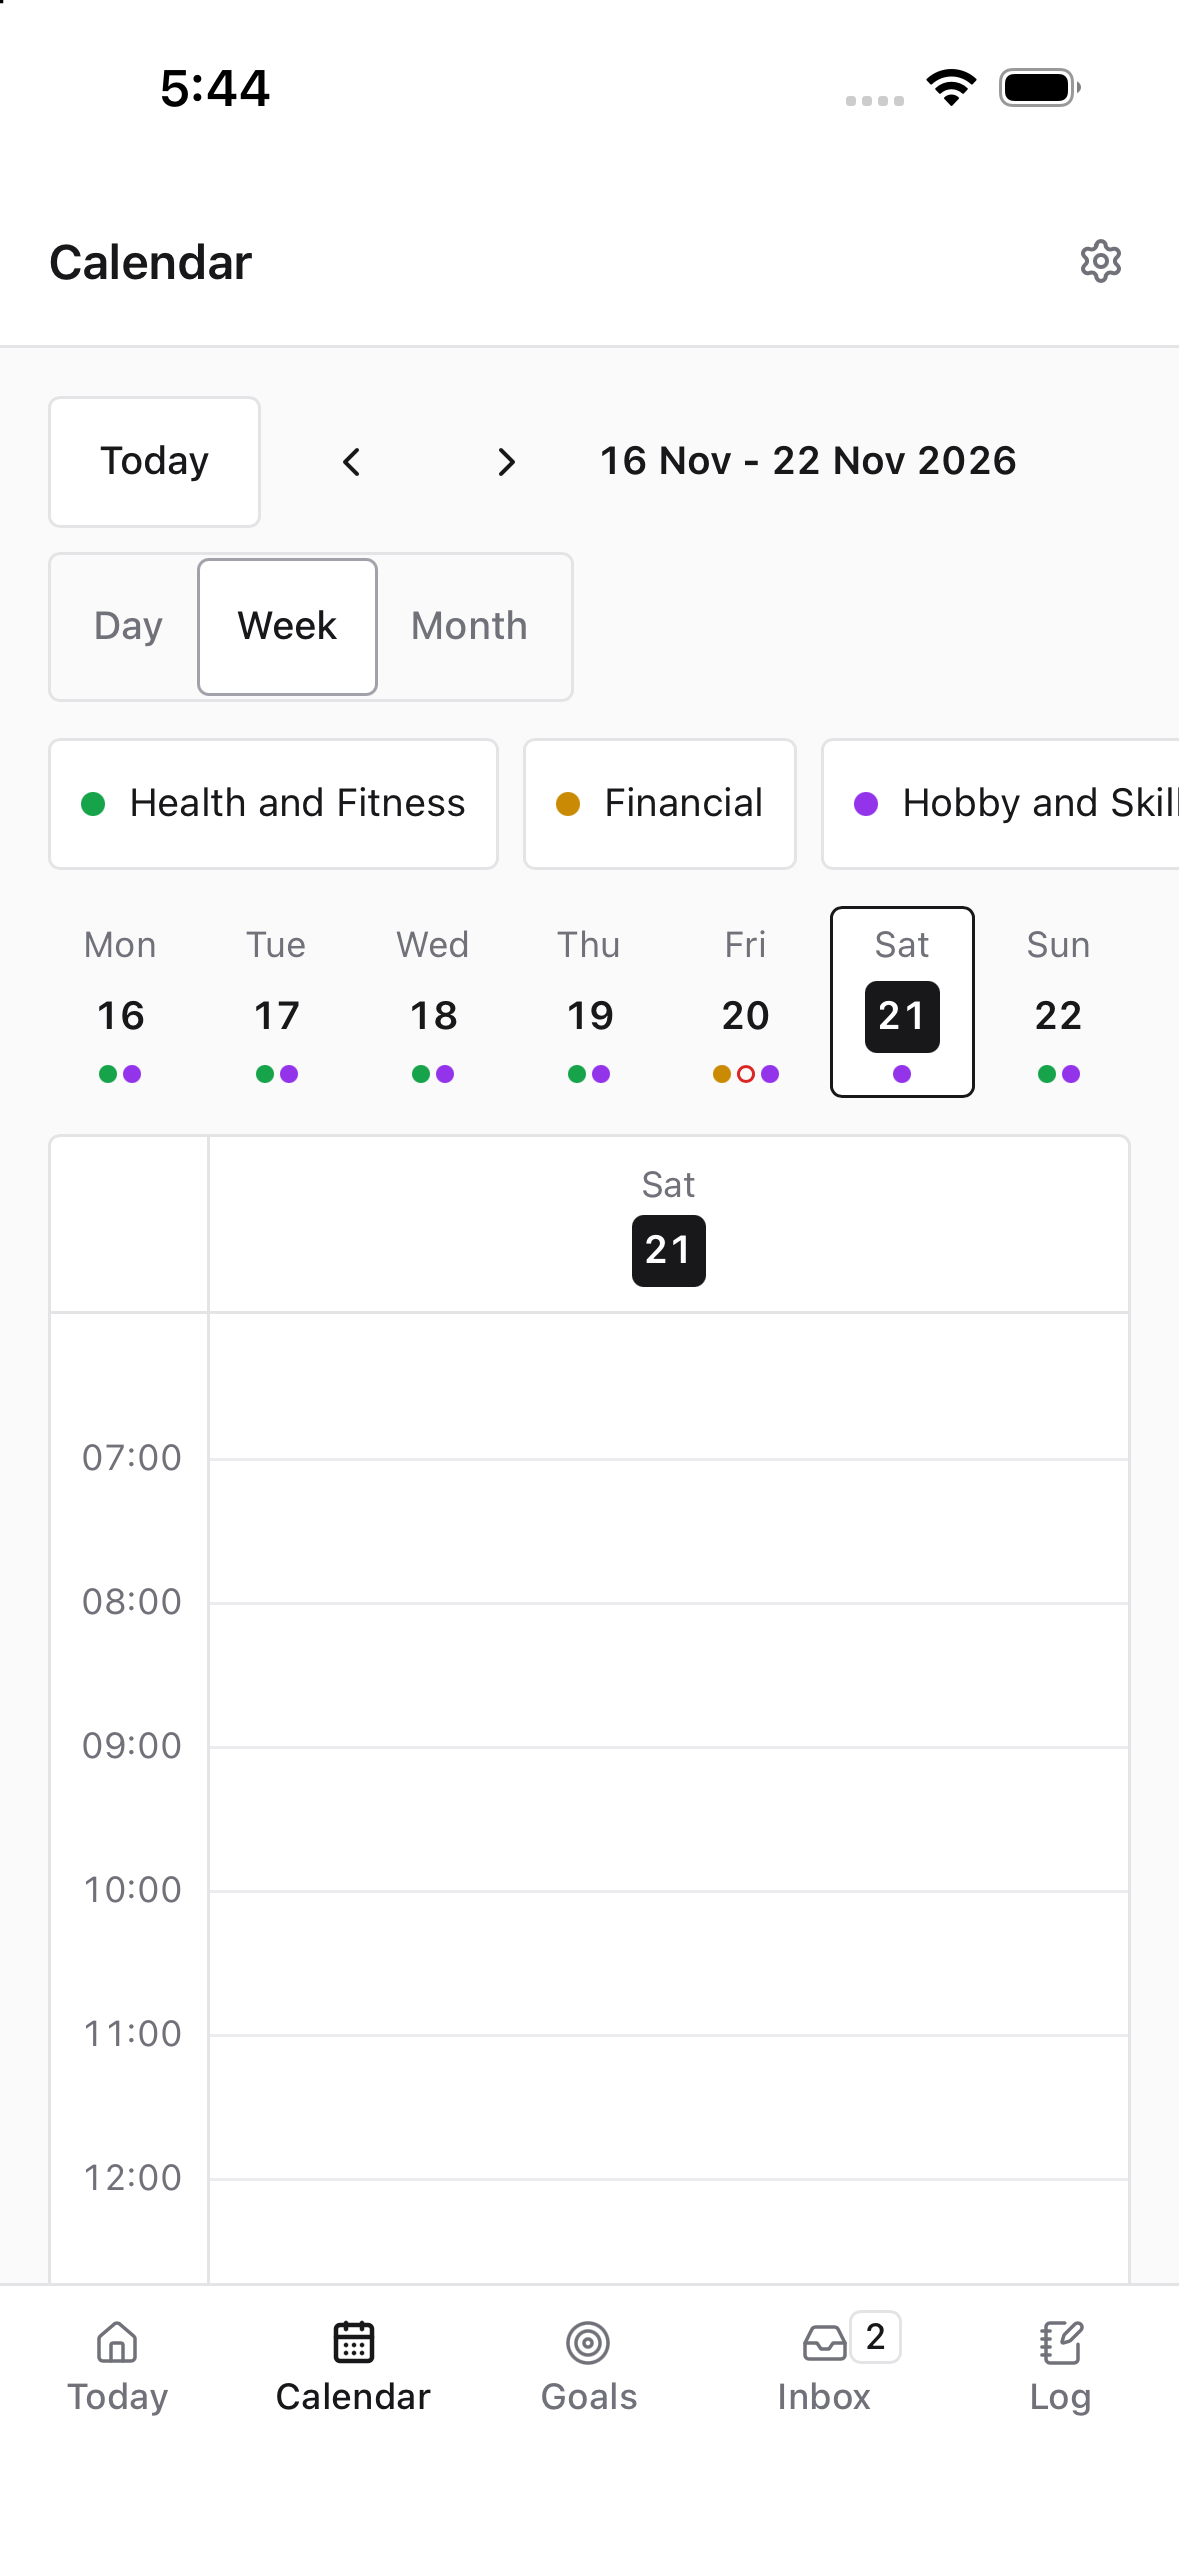 5:44
Calendar
Today
16 Nov - 22 Nov 2026
Day Week Month
Health and Fitness Financial Hobby and Skill
Mon Tue Wed Thu Fri Sat Sun
16 17 18 19 20 21 22
Sat
21
07:00
08:00
09:00
10:00
11:00
12:00
2
Today Calendar Goals Inbox Log